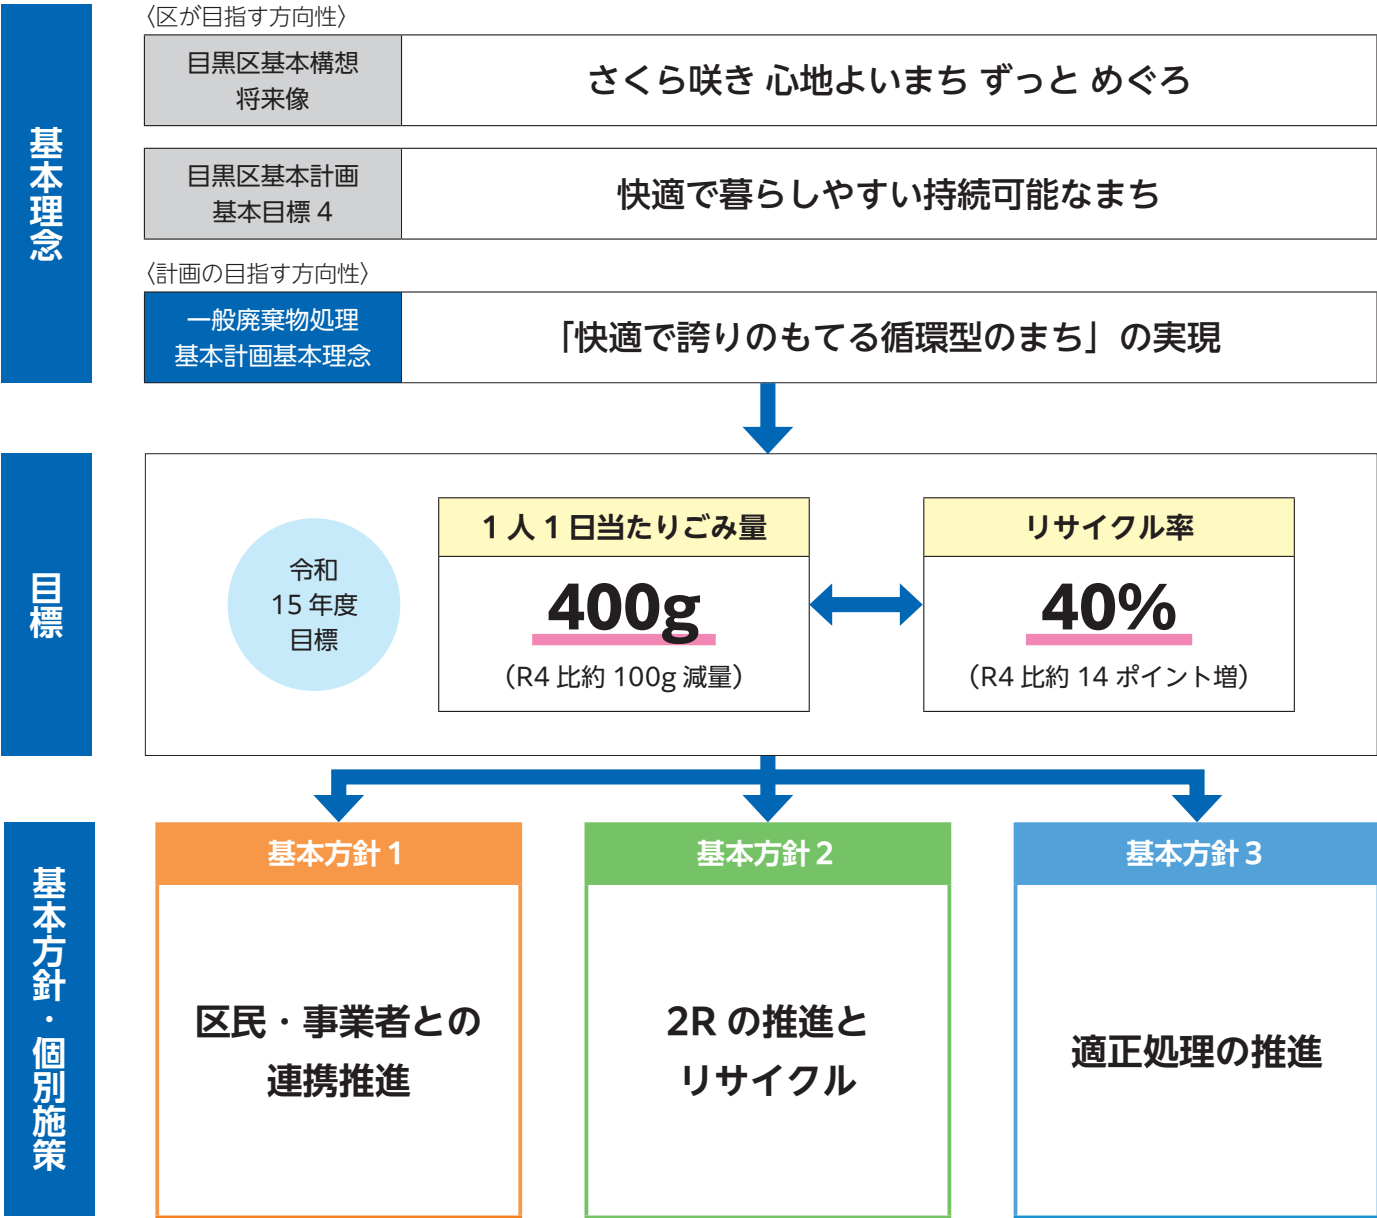 基本理念
〈区が目指す方向性〉
目黒区基本構想
将来像
さくら咲き 心地よいまち ずっと めぐろ
目黒区基本計画
基本目標 4
快適で暮らしやすい持続可能なまち
〈計画の目指す方向性〉
一般廃棄物処理
基本計画基本理念
「快適で誇りのもてる循環型のまち」の実現
目標
令和
15 年度
目標
1 人 1 日当たりごみ量
400g
（R4 比約 100g 減量）
リサイクル率
40%
（R4 比約 14 ポイント増）
基本方針・個別施策
基本方針 1
区民・事業者との
連携推進
基本方針 2
2R の推進と
リサイクル
基本方針 3
適正処理の推進